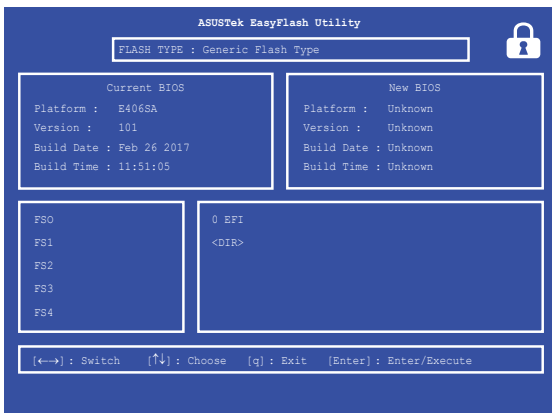 ASUSTek EasyFlash Utility
FLASH TYPE : Generic Flash Type
Current BIOS
Platform : E406SA
Version : 101
Build Date : Feb 26 2017
Build Time : 11:51:05
New BIOS
Platform : Unknown
Version : Unknown
Build Date : Unknown
Build Time : Unknown
FSO
FS1
FS2
FS3
FS4
0 EFI
<DIR>
[←→] : Switch [↑↓] : Choose [q] : Exit [Enter] : Enter/Execute